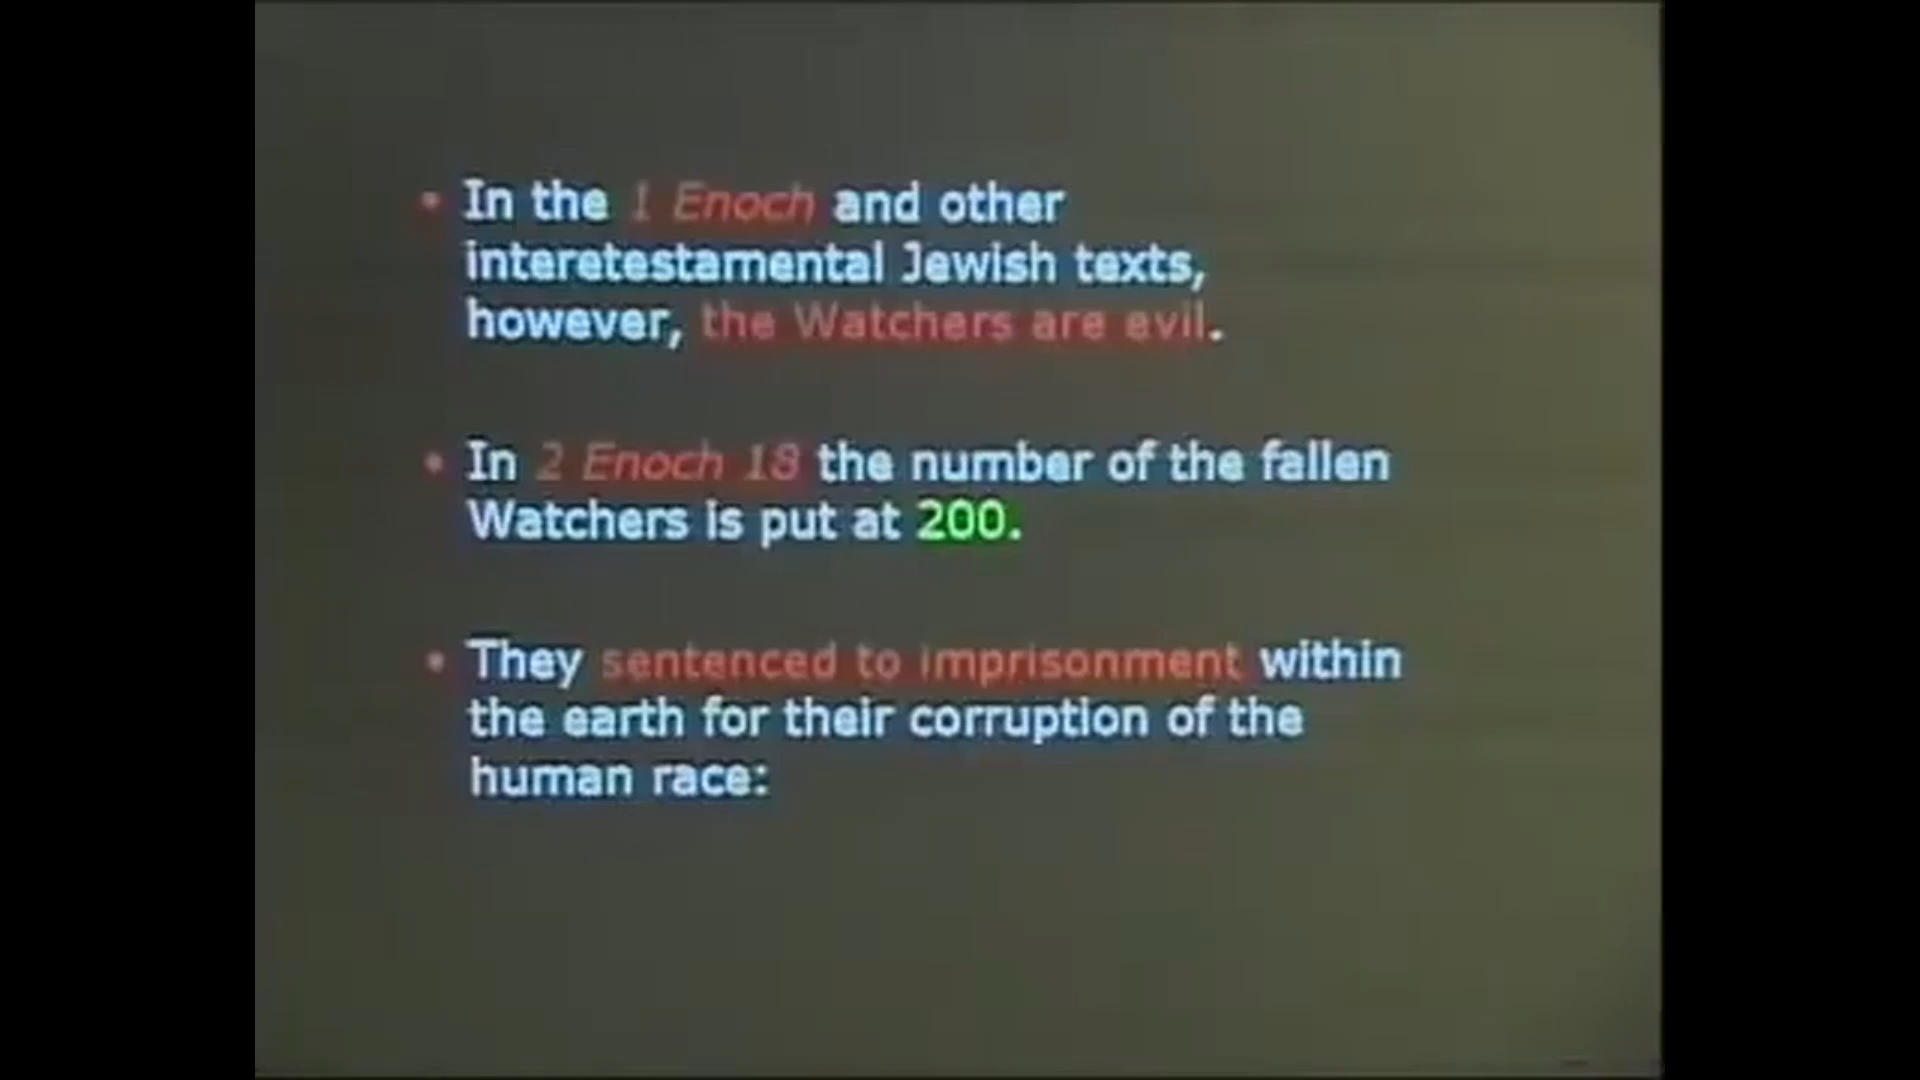 • In the 1 Enoch and other
interetestamental Jewish texts,
however, the Watchers are evil.
• In 2 Enoch 18 the number of the fallen
Watchers is put at 200.
• They sentenced to imprisonment within
the earth for their corruption of the
human race: